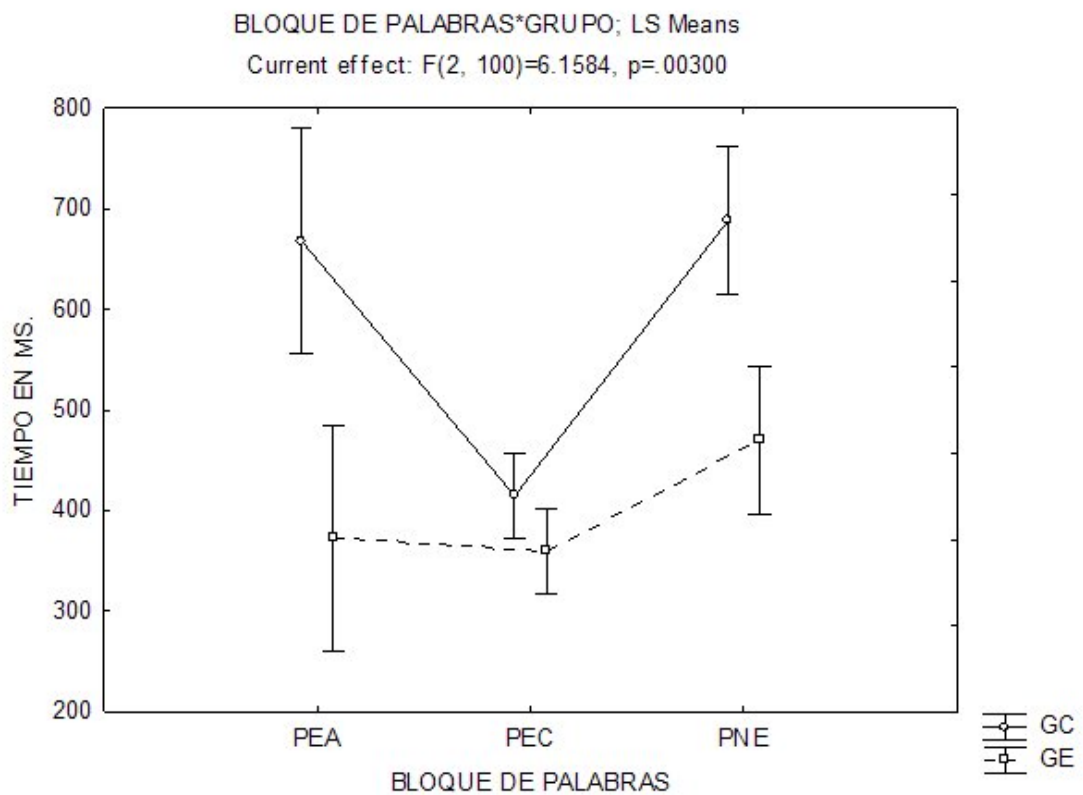 BLOQUE DE PALABRAS*GRUPO; LS Means
Current effect: F(2, 100)=6.1584, p=.00300
800
700
600
500
400
300
200
TIEMPO EN MS.
PEA PEC PNE
BLOQUE DE PALABRAS
GC
GE